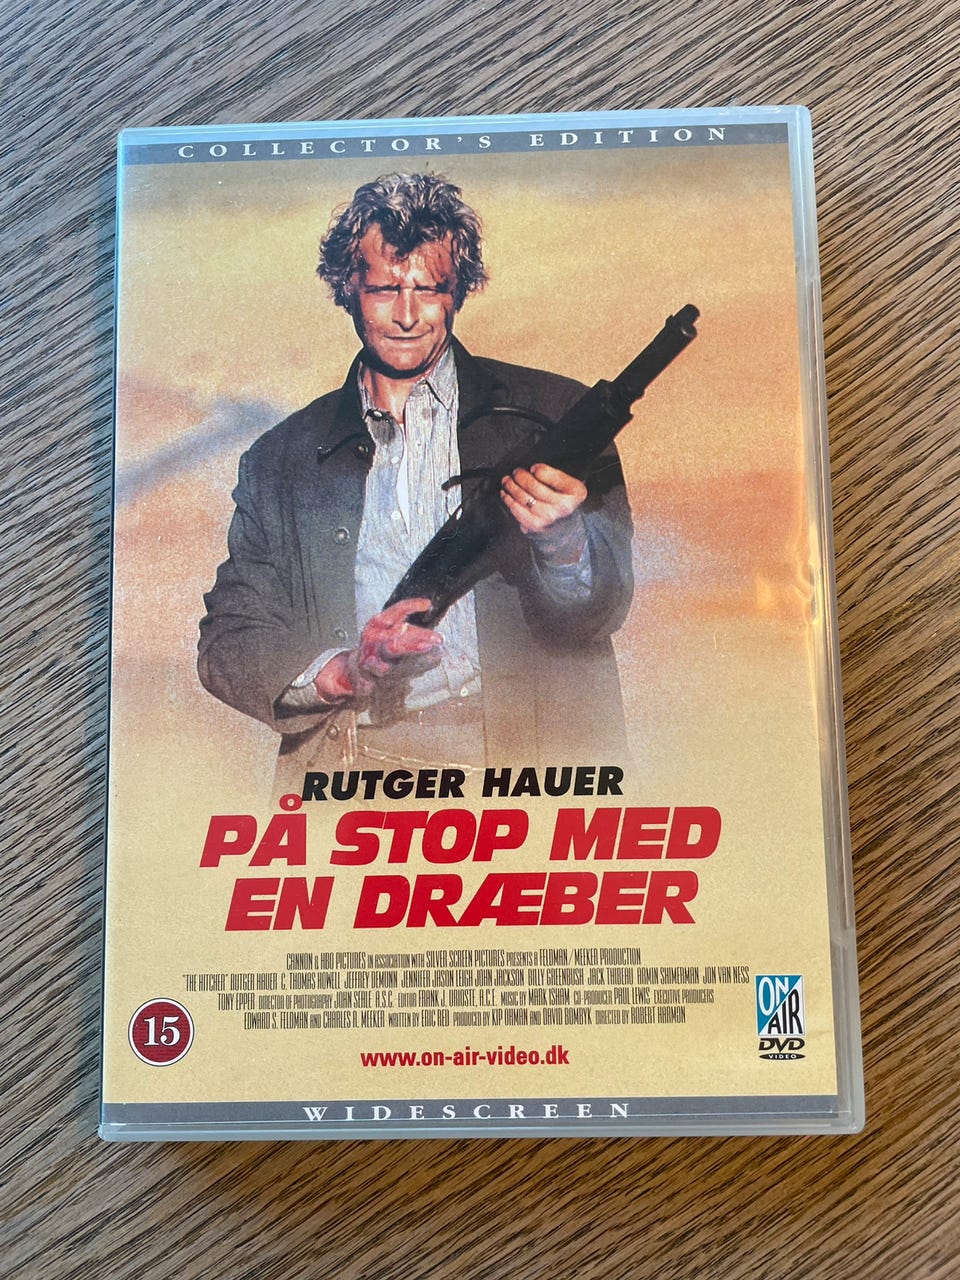 COLLECTOR'S EDITION
RUTGER HAUER
PÅ STOP MED
EN DRÆBER
CANNON & HBO PICTURES IN ASSOCIATION WITH SILVER SCREEN PICTURES PRESENTS A FELDMAN/MEEKER PRODUCTION
"THE HITCHER" RUTGER HAUER C. THOMAS HOWELL JEFFREY DEMUNN JENNIFER JASON LEIGH JOHN JACKSON BILLY GREENBUSH JACK THIBEAU ARMIN SHIMERMAN JON VAN NESS
TONY EPPER DIRECTOR OF PHOTOGRAPHY JOHN SEALE A.S.C. EDITOR FRANK J. URIOSTE, A.C.E. MUSIC BY MARK ISHAM CO-PRODUCER PAUL LEWIS EXECUTIVE PRODUCERS
EDWARD S. FELDMAN AND CHARLES R. MEEKER WRITTEN BY ERIC RED PRODUCED BY KIP OHMAN AND DAVID BOMBYK DIRECTED BY ROBERT HARMON
15
ON
AIR
DVD
VIDEO
www.on-air-video.dk
WIDESCREEN